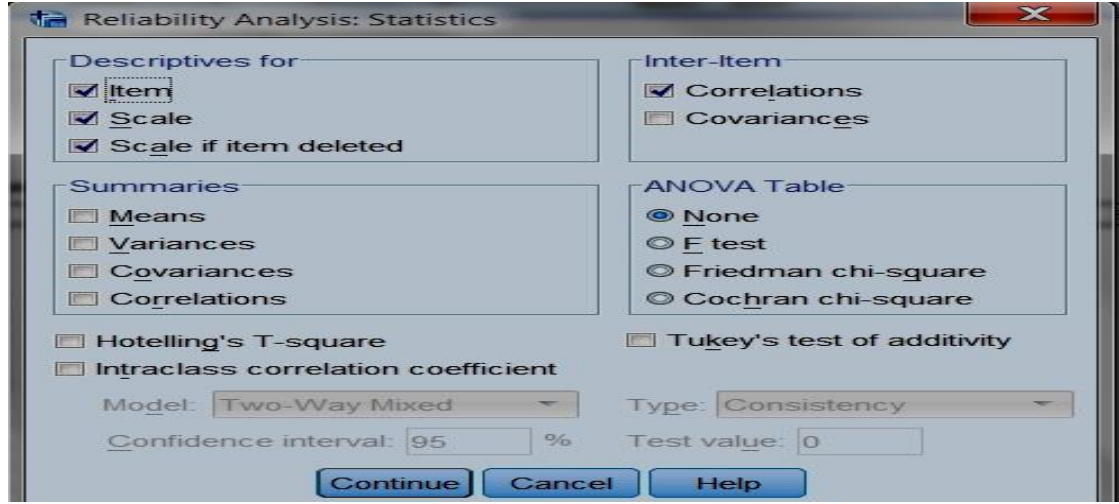 Reliability Analysis: Statistics
Descriptives for
Item
Scale
Scale if item deleted
Inter-Item
Correlations
Covariances
Summaries
Means
Variances
Covariances
Correlations
ANOVA Table
None
F test
Friedman chi-square
Cochran chi-square
Hotelling's T-square
Tukey's test of additivity
Intraclass correlation coefficient
Model: Two-Way Mixed
Type: Consistency
Confidence interval: 95 %
Test value: 0
Continue
Cancel
Help